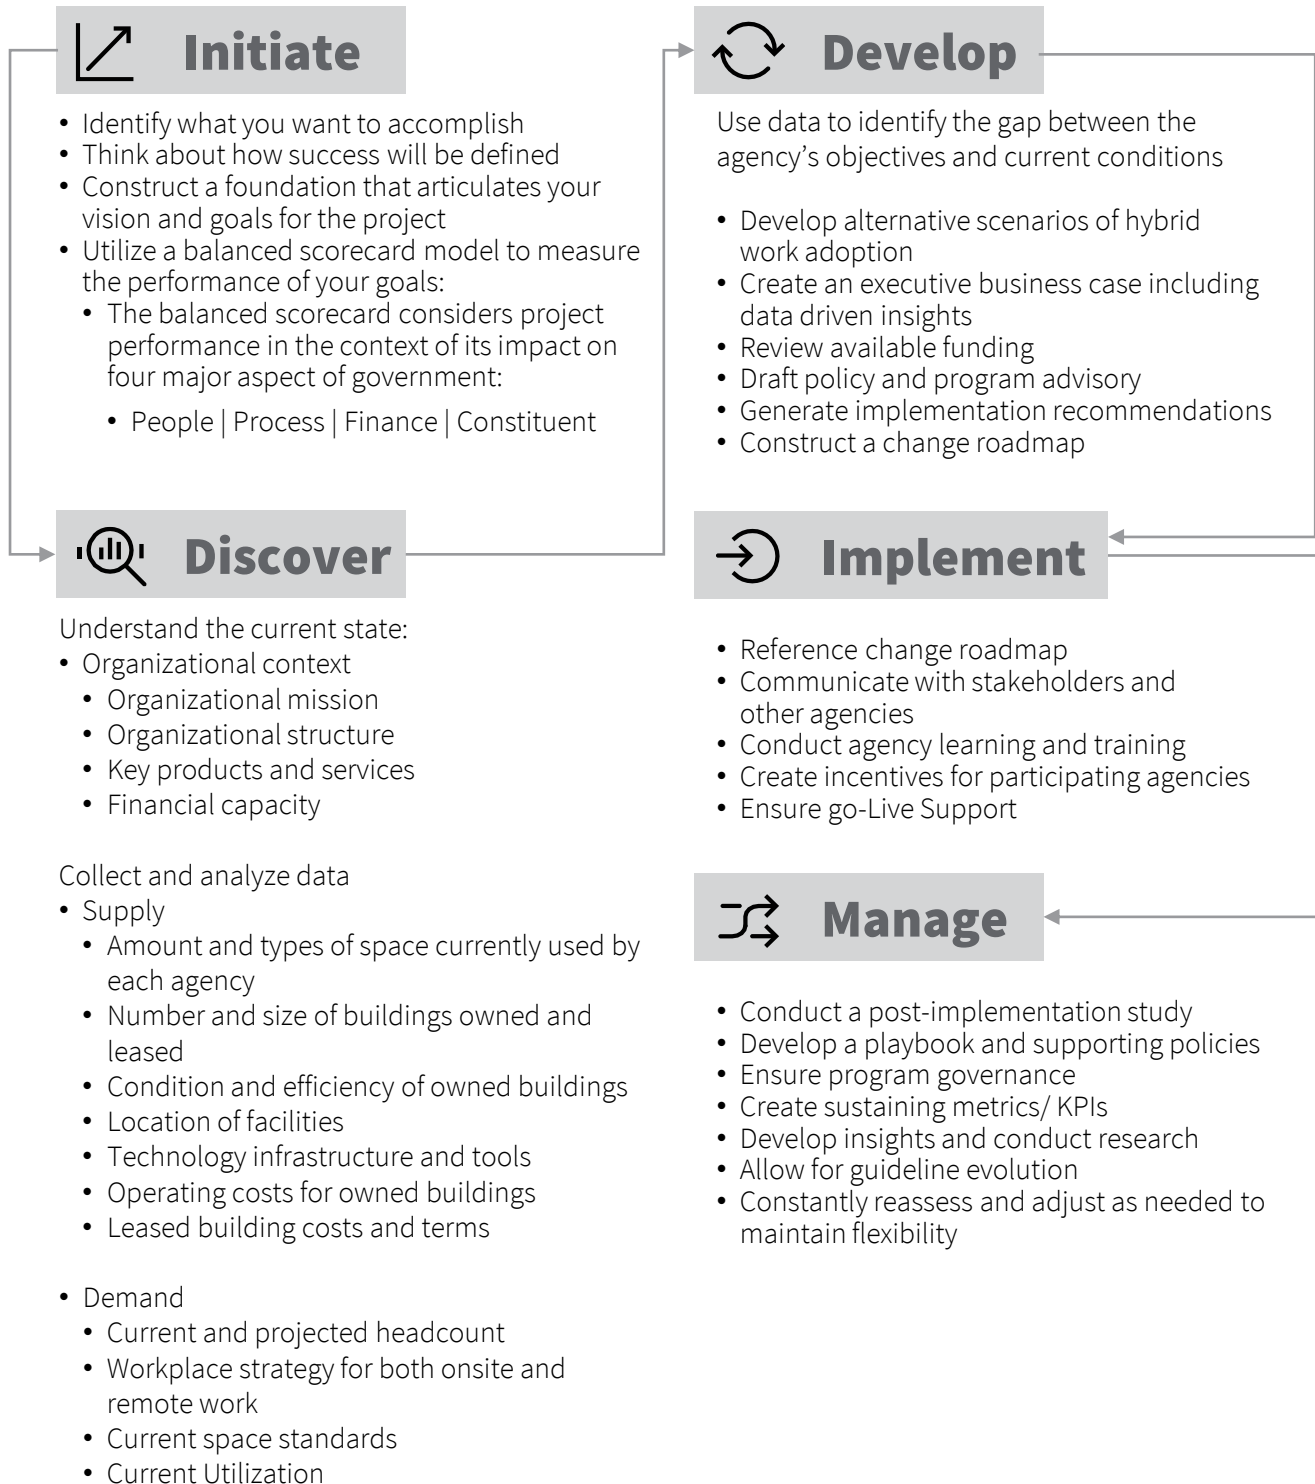 Initiate
• Identify what you want to accomplish
• Think about how success will be defined
• Construct a foundation that articulates your
vision and goals for the project
• Utilize a balanced scorecard model to measure
the performance of your goals:
• The balanced scorecard considers project
performance in the context of its impact on
four major aspect of government:
• People | Process | Finance | Constituent
Discover
Understand the current state:
• Organizational context
• Organizational mission
• Organizational structure
• Key products and services
• Financial capacity
Collect and analyze data
• Supply
• Amount and types of space currently used by
each agency
• Number and size of buildings owned and
leased
• Condition and efficiency of owned buildings
• Location of facilities
• Technology infrastructure and tools
• Operating costs for owned buildings
• Leased building costs and terms
• Demand
• Current and projected headcount
• Workplace strategy for both onsite and
remote work
• Current space standards
• Current Utilization
Develop
Use data to identify the gap between the
agency’s objectives and current conditions
• Develop alternative scenarios of hybrid
work adoption
• Create an executive business case including
data driven insights
• Review available funding
• Draft policy and program advisory
• Generate implementation recommendations
• Construct a change roadmap
Implement
• Reference change roadmap
• Communicate with stakeholders and
other agencies
• Conduct agency learning and training
• Create incentives for participating agencies
• Ensure go-Live Support
Manage
• Conduct a post-implementation study
• Develop a playbook and supporting policies
• Ensure program governance
• Create sustaining metrics/ KPIs
• Develop insights and conduct research
• Allow for guideline evolution
• Constantly reassess and adjust as needed to
maintain flexibility